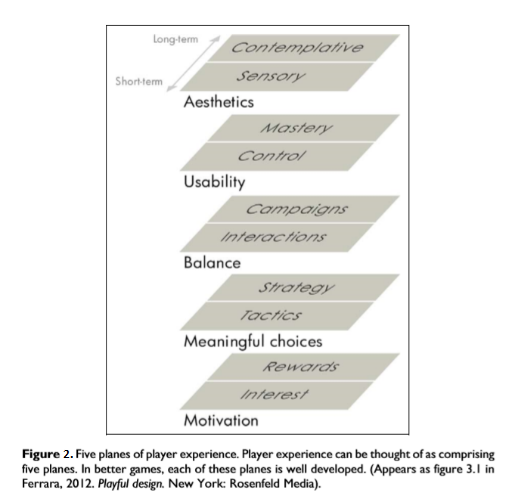 Long-term
Contemplative
Short-term
Sensory
Aesthetics
Mastery
Control
Usability
Campaigns
Interactions
Balance
Strategy
Tactics
Meaningful choices
Rewards
Interest
Motivation
Figure 2. Five planes of player experience. Player experience can be thought of as comprising
five planes. In better games, each of these planes is well developed. (Appears as figure 3.1 in
Ferrara, 2012. Playful design. New York: Rosenfeld Media).